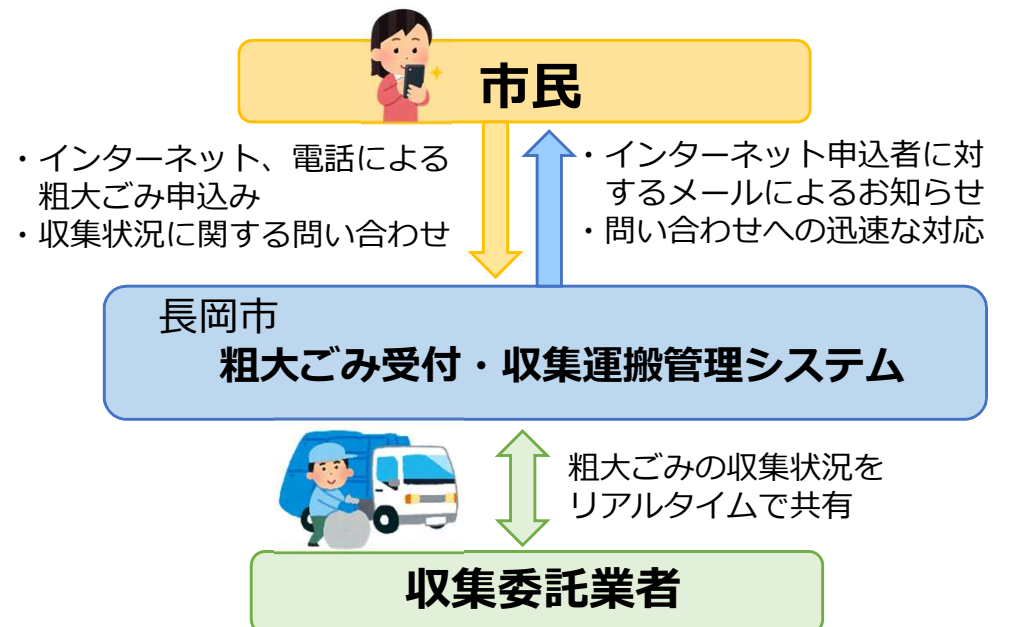 市民
・インターネット、電話による
粗大ごみ申込み
・収集状況に関する問い合わせ
・インターネット申込者に対
するメールによるお知らせ
・問い合わせへの迅速な対応
長岡市
粗大ごみ受付・収集運搬管理システム
粗大ごみの収集状況を
リアルタイムで共有
収集委託業者